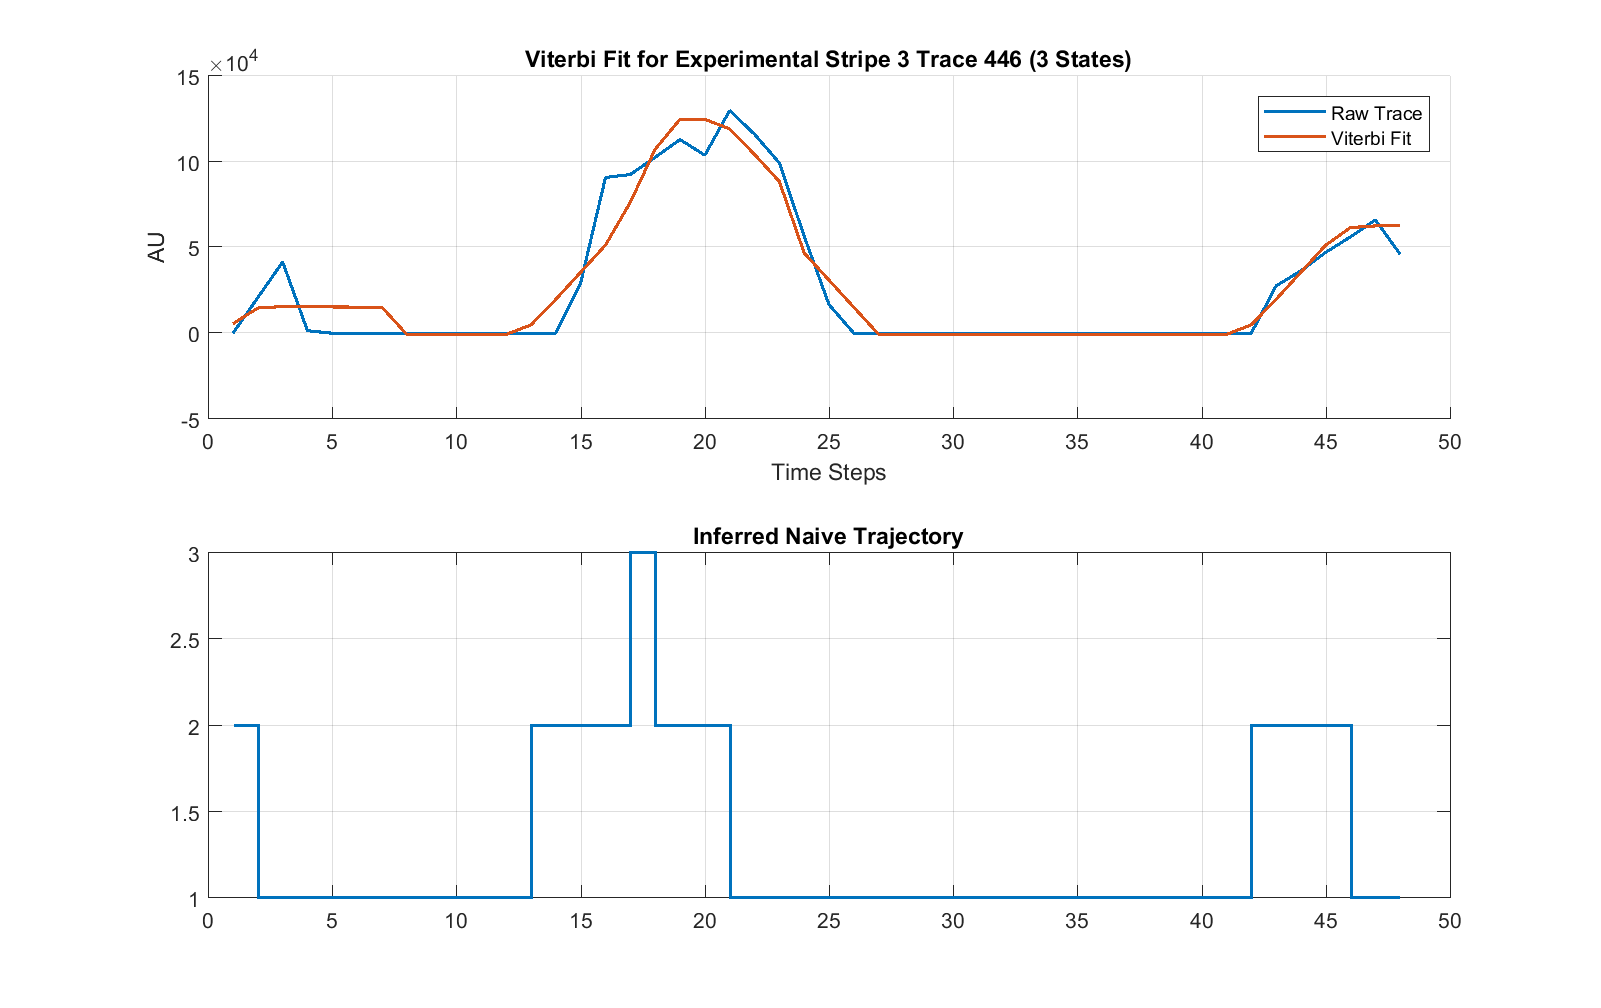 Viterbi Fit for Experimental Stripe 3 Trace 446 (3 States)
×10^4
15
10
5
0
-5
AU
Raw Trace
Viterbi Fit
0 5 10 15 20 25 30 35 40 45 50
Time Steps
Inferred Naive Trajectory
3
2.5
2
1.5
1
0 5 10 15 20 25 30 35 40 45 50